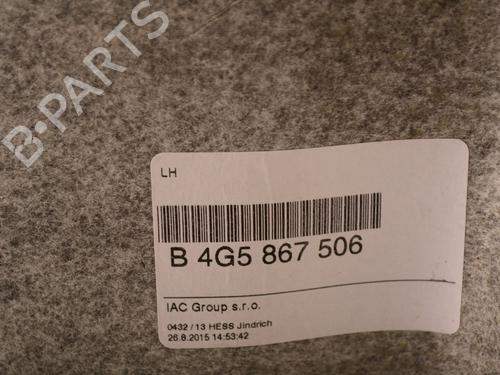 B-PARTS
LH
B 4G5 867 506
IAC Group s.r.o.
0432 / 13 HESS Jindrich
26.8.2015 14:53:42